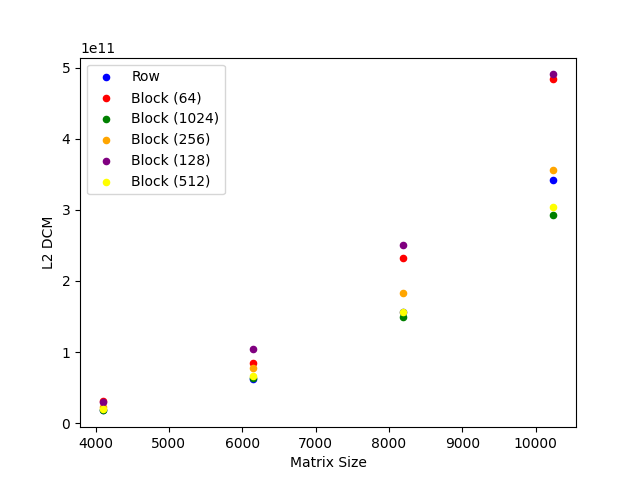 1e11
Row
Block (64)
Block (1024)
Block (256)
Block (128)
Block (512)
5
4
3
2
1
0
L2 DCM
4000 5000 6000 7000 8000 9000 10000
Matrix Size